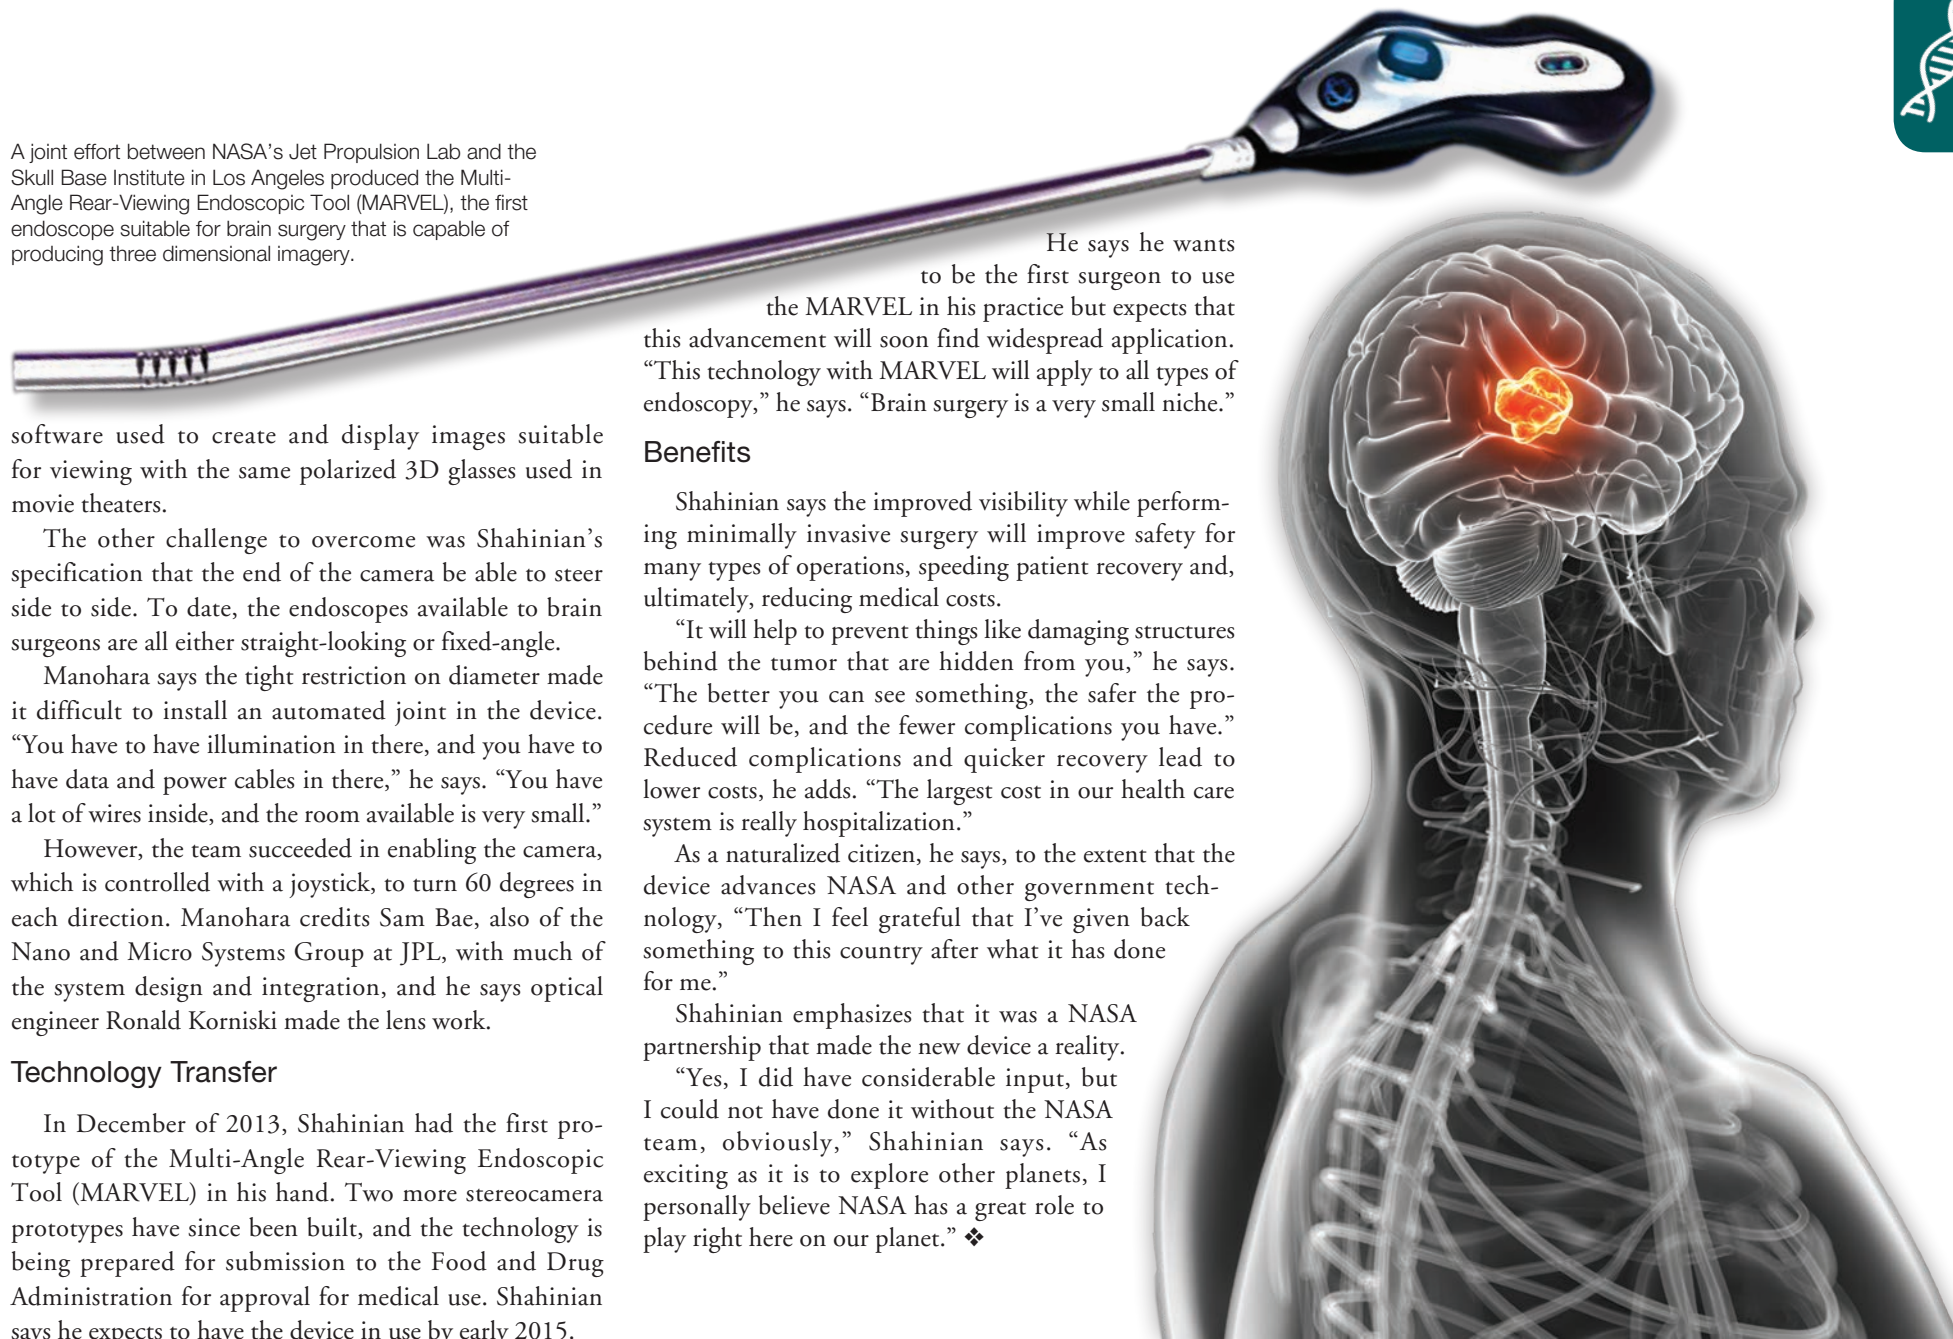 A joint effort between NASA's Jet Propulsion Lab and the
Skull Base Institute in Los Angeles produced the Multi-
Angle Rear-Viewing Endoscopic Tool (MARVEL), the first
endoscope suitable for brain surgery that is capable of
producing three dimensional imagery.
software used to create and display images suitable
for viewing with the same polarized 3D glasses used in
movie theaters.
The other challenge to overcome was Shahinian's
specification that the end of the camera be able to steer
side to side. To date, the endoscopes available to brain
surgeons are all either straight-looking or fixed-angle.
Manohara says the tight restriction on diameter made
it difficult to install an automated joint in the device.
“You have to have illumination in there, and you have to
have data and power cables in there,” he says. “You have
a lot of wires inside, and the room available is very small.”
However, the team succeeded in enabling the camera,
which is controlled with a joystick, to turn 60 degrees in
each direction. Manohara credits Sam Bae, also of the
Nano and Micro Systems Group at JPL, with much of
the system design and integration, and he says optical
engineer Ronald Korniski made the lens work.
Technology Transfer
In December of 2013, Shahinian had the first pro-
totype of the Multi-Angle Rear-Viewing Endoscopic
Tool (MARVEL) in his hand. Two more stereocamera
prototypes have since been built, and the technology is
being prepared for submission to the Food and Drug
Administration for approval for medical use. Shahinian
says he expects to have the device in use by early 2015.
He says he wants
to be the first surgeon to use
the MARVEL in his practice but expects that
this advancement will soon find widespread application.
“This technology with MARVEL will apply to all types of
endoscopy,” he says. “Brain surgery is a very small niche.”
Benefits
Shahinian says the improved visibility while perform-
ing minimally invasive surgery will improve safety for
many types of operations, speeding patient recovery and,
ultimately, reducing medical costs.
“It will help to prevent things like damaging structures
behind the tumor that are hidden from you,” he says.
“The better you can see something, the safer the pro-
cedure will be, and the fewer complications you have.”
Reduced complications and quicker recovery lead to
lower costs, he adds. “The largest cost in our health care
system is really hospitalization.”
As a naturalized citizen, he says, to the extent that the
device advances NASA and other government tech-
nology, “Then I feel grateful that I've given back
something to this country after what it has done
for me.”
Shahinian emphasizes that it was a NASA
partnership that made the new device a reality.
“Yes, I did have considerable input, but
I could not have done it without the NASA
team, obviously,” Shahinian says. “As
exciting as it is to explore other planets, I
personally believe NASA has a great role to
play right here on our planet.” ❖